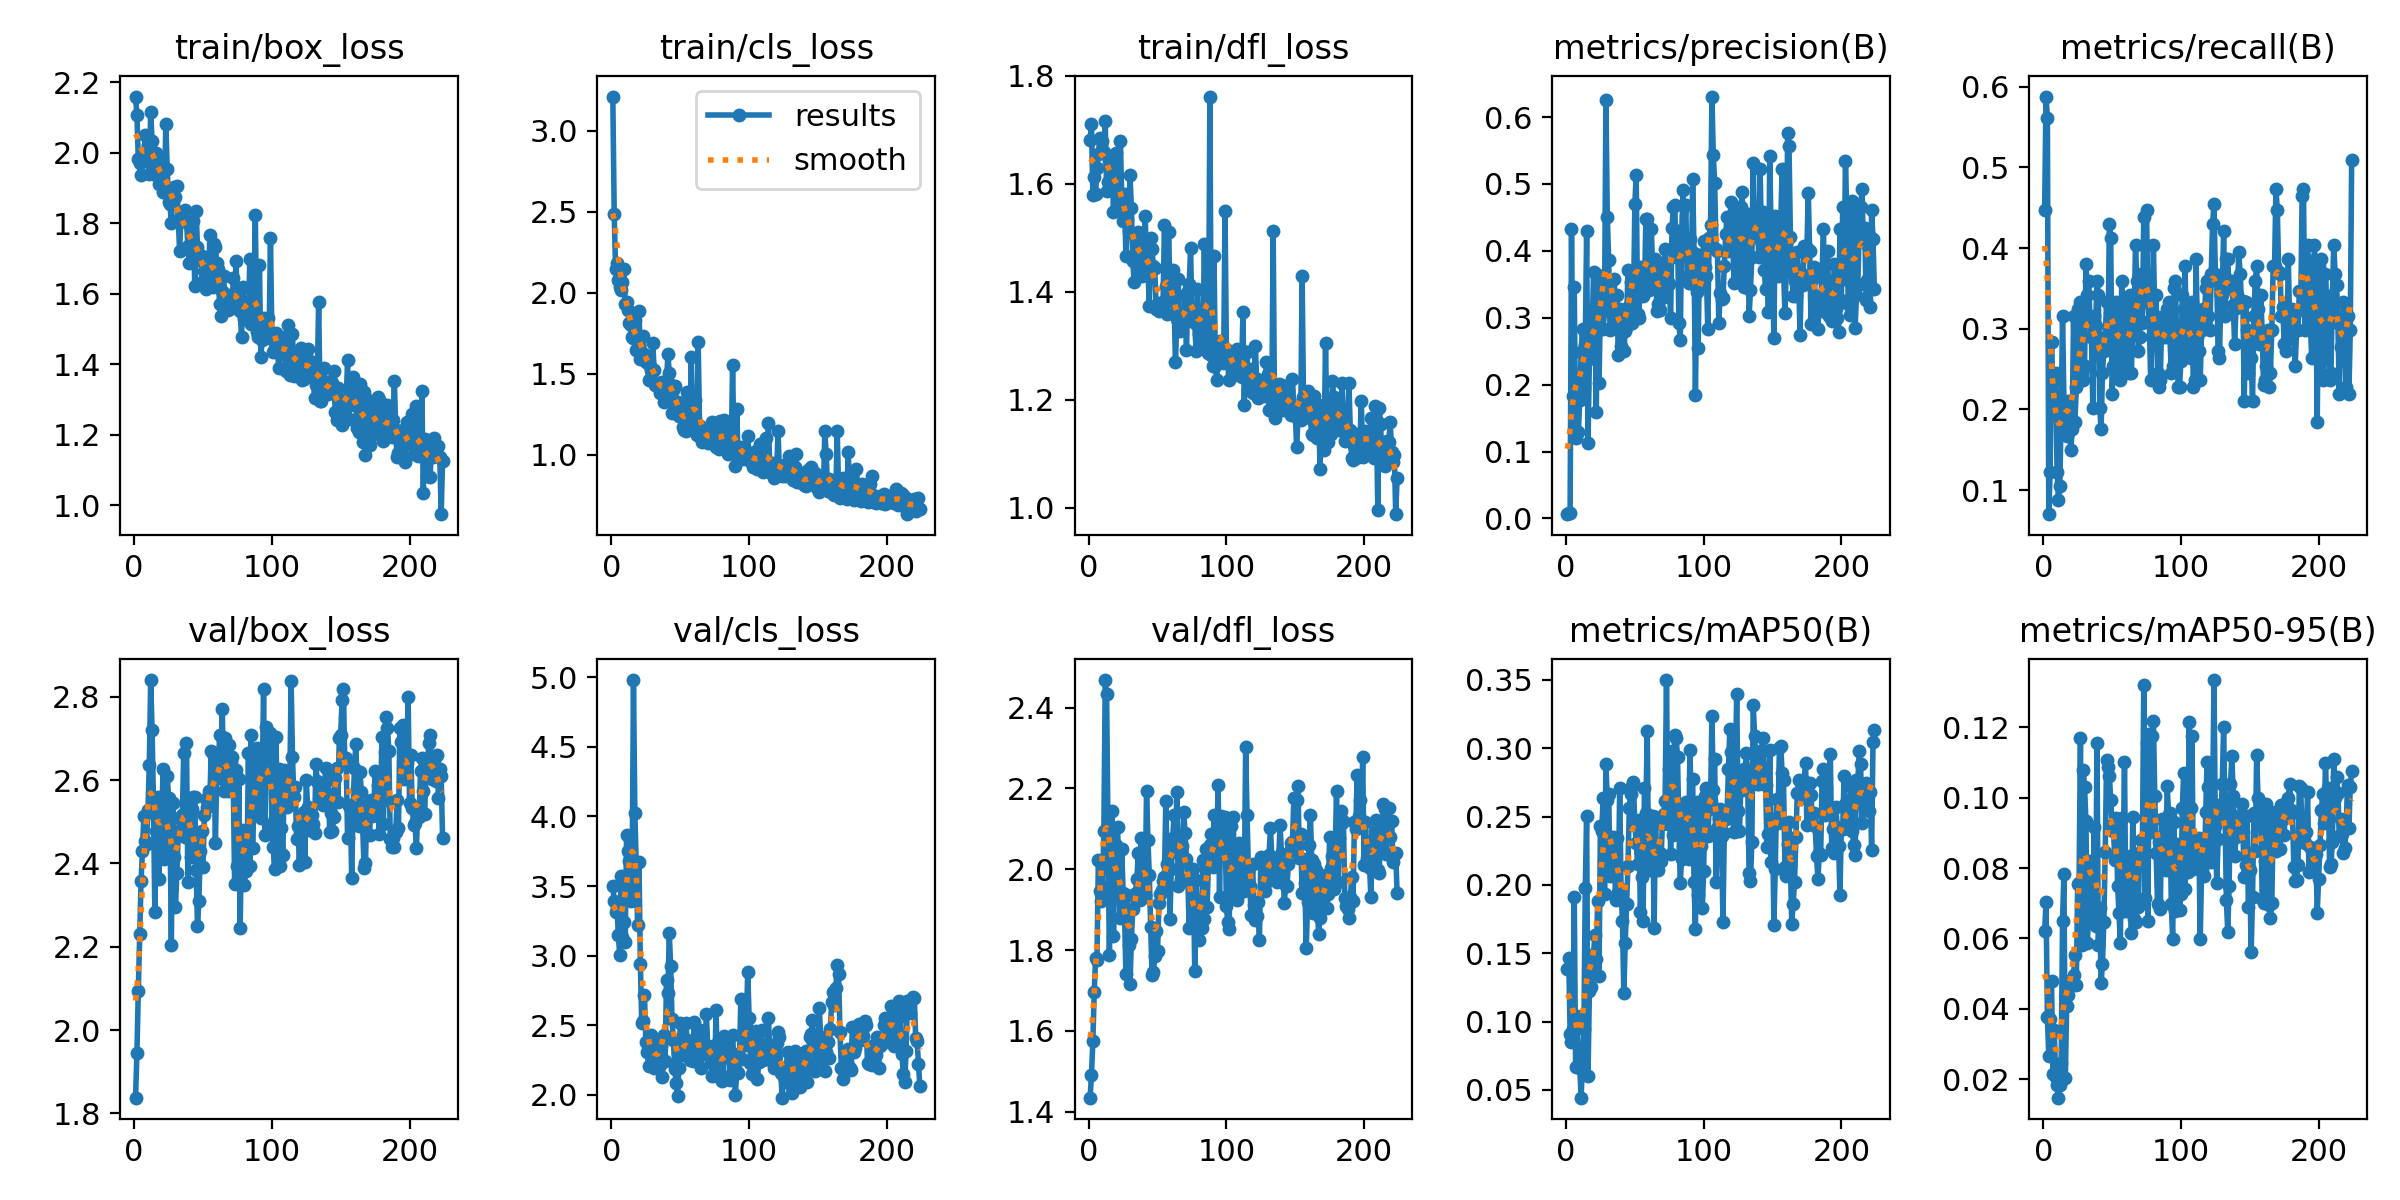 train/box_loss
2.2
2.0
1.8
1.6
1.4
1.2
1.0
0 100 200
train/cls_loss
results
smooth
3.0
2.5
2.0
1.5
1.0
0 100 200
train/dfl_loss
1.8
1.6
1.4
1.2
1.0
0 100 200
metrics/precision(B)
0.6
0.5
0.4
0.3
0.2
0.1
0.0
0 100 200
metrics/recall(B)
0.6
0.5
0.4
0.3
0.2
0.1
0 100 200
val/box_loss
2.8
2.6
2.4
2.2
2.0
1.8
0 100 200
val/cls_loss
5.0
4.5
4.0
3.5
3.0
2.5
2.0
0 100 200
val/dfl_loss
2.4
2.2
2.0
1.8
1.6
1.4
0 100 200
metrics/mAP50(B)
0.35
0.30
0.25
0.20
0.15
0.10
0.05
0 100 200
metrics/mAP50-95(B)
0.12
0.10
0.08
0.06
0.04
0.02
0 100 200